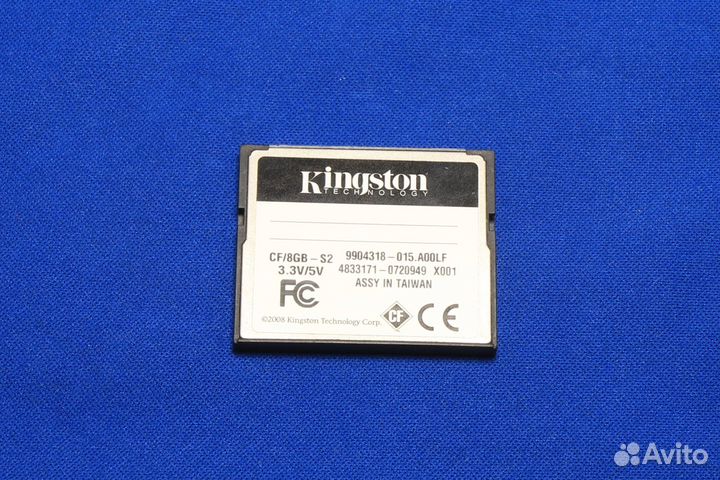 Kingston
TECHNOLOGY
CF/8GB-S2 9904318-015.A00LF
3.3V/5V 4833171-0720949 X001
ASSY IN TAIWAN
FC
©2008 Kingston Technology Corp. CF CE
Avito